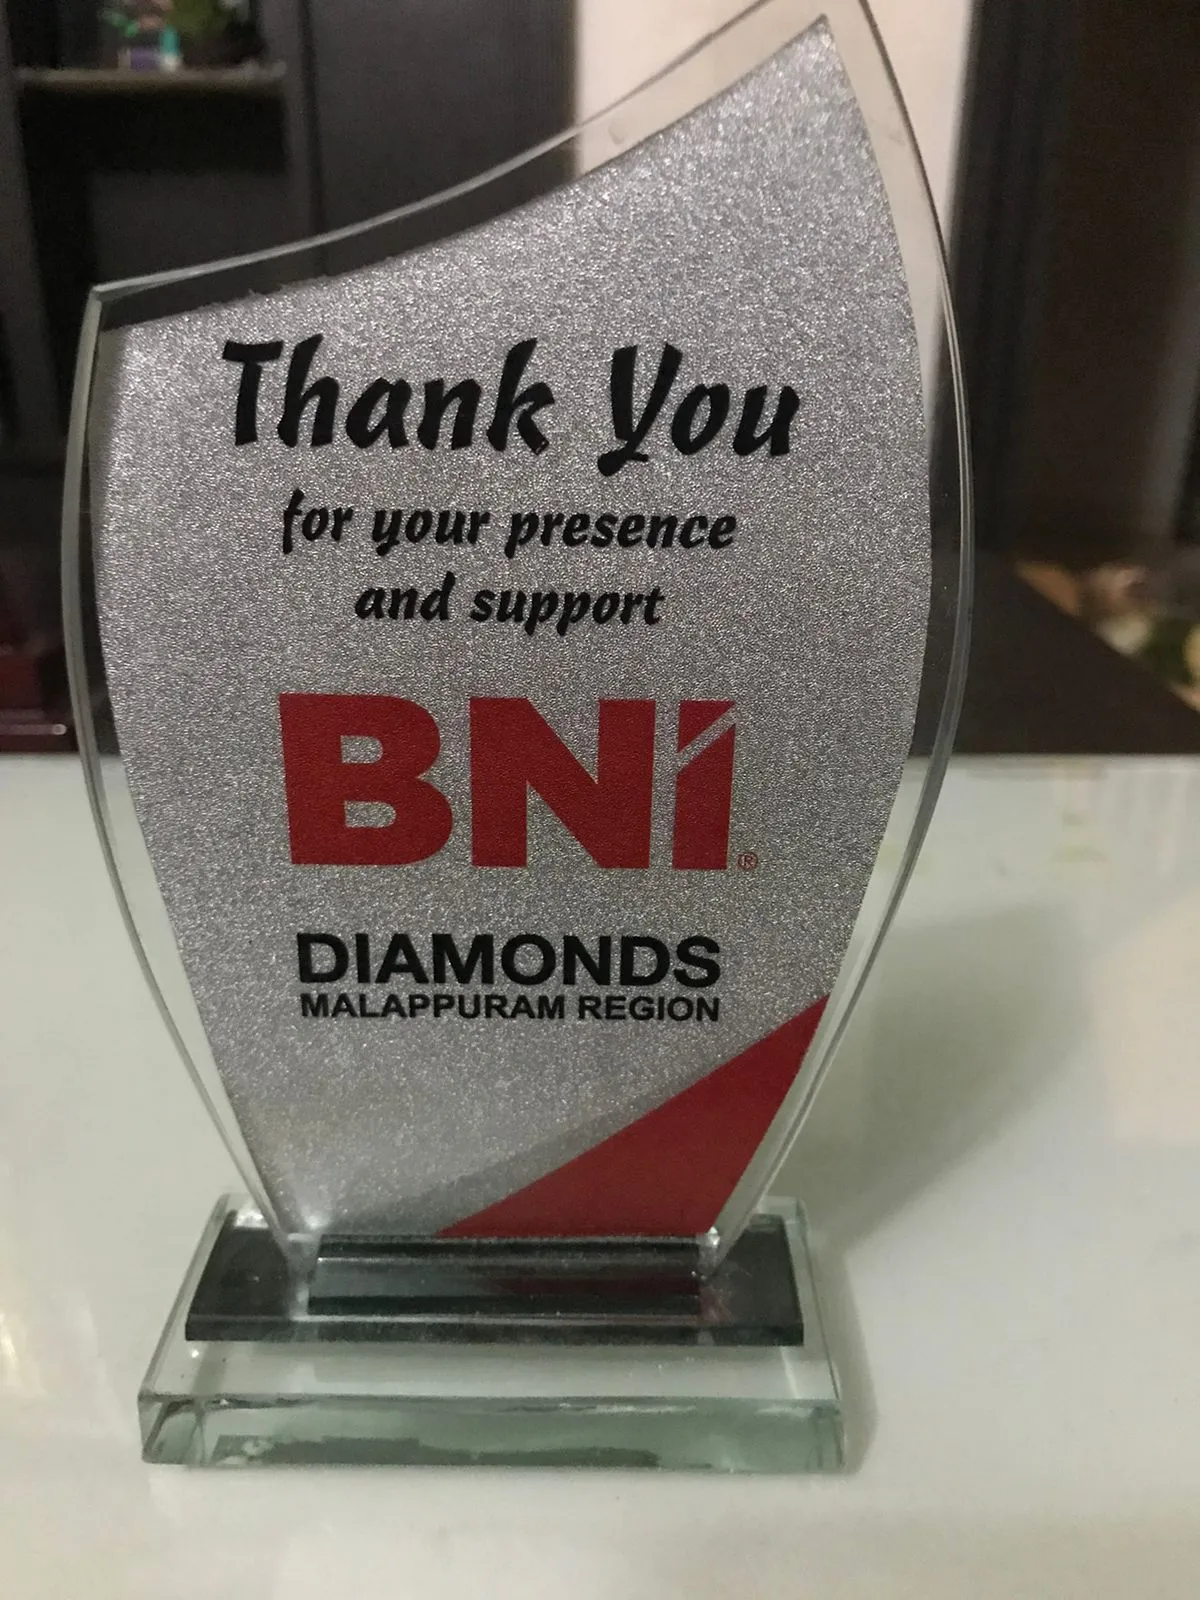 Thank You
for your presence
and support
BNI®
DIAMONDS
MALAPPURAM REGION